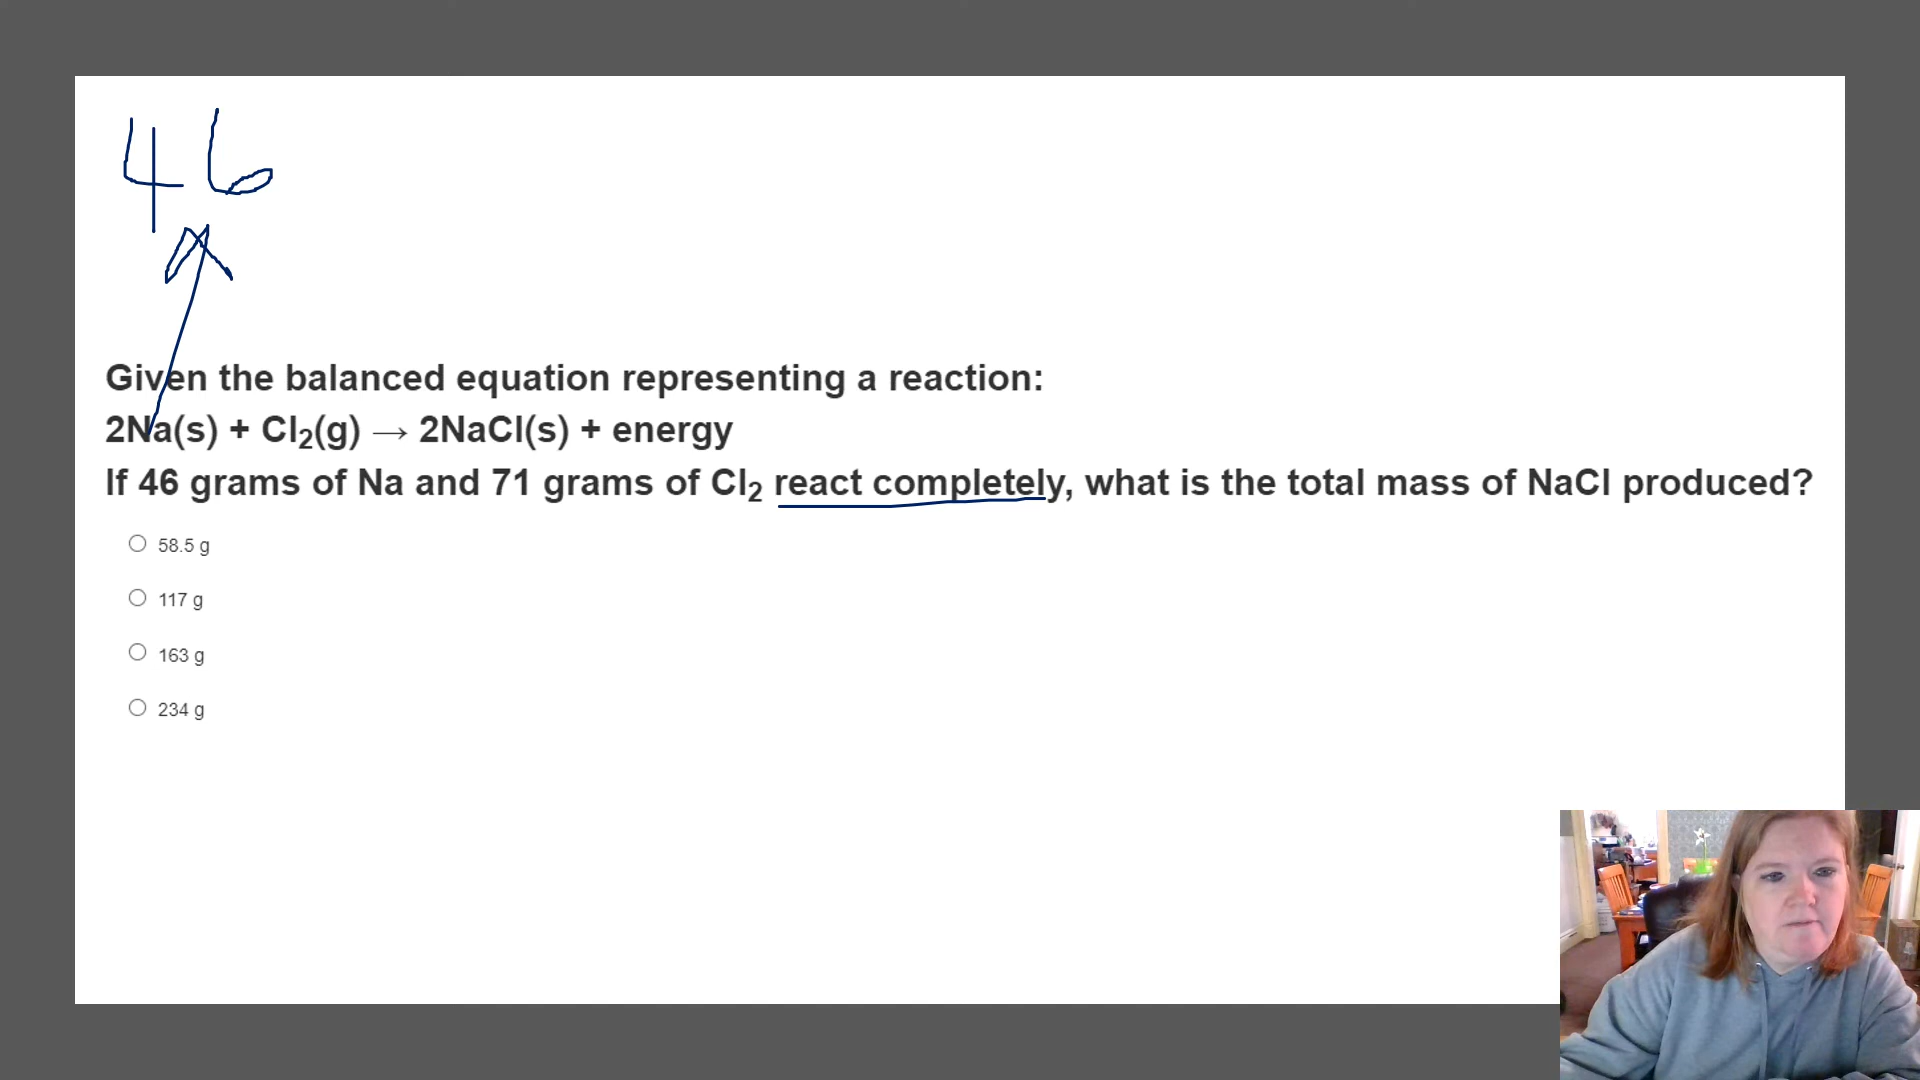 46
Given the balanced equation representing a reaction:
2Na(s) + Cl₂(g) → 2NaCl(s) + energy
If 46 grams of Na and 71 grams of Cl₂ react completely, what is the total mass of NaCl produced?
58.5 g
117 g
163 g
234 g